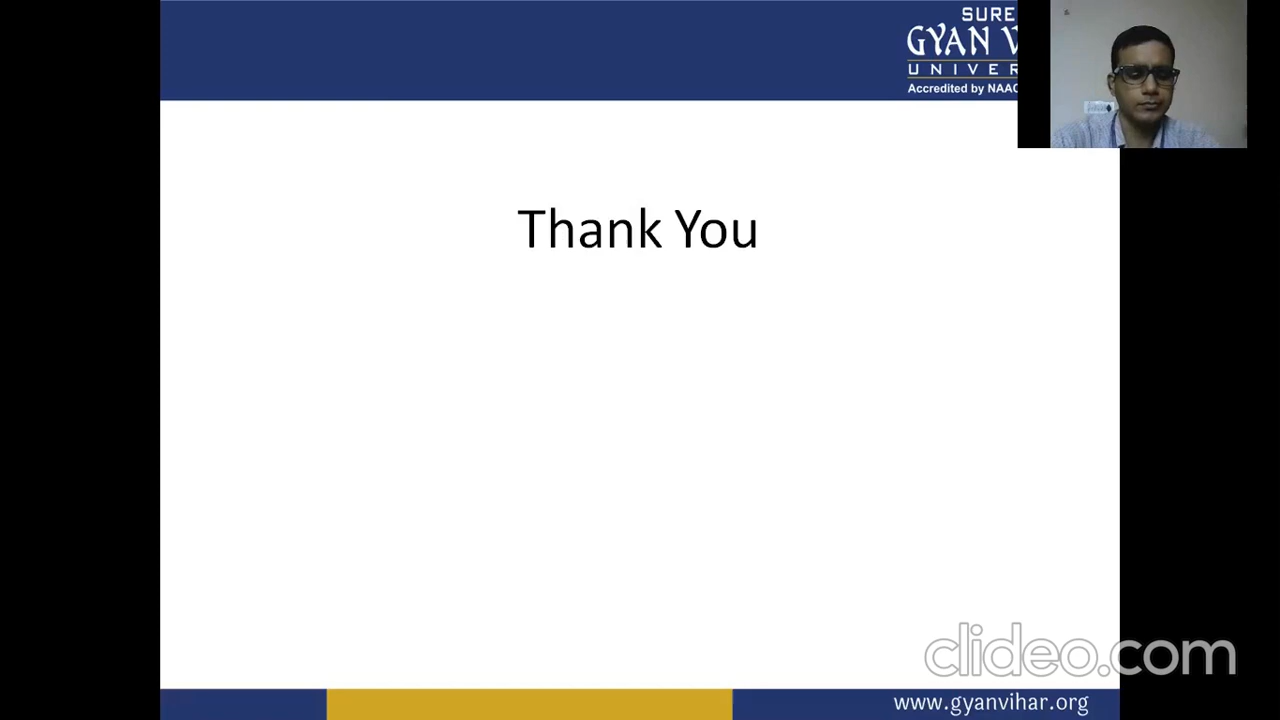 SURE
GYAN V
UNIVER
Accredited by NAAC
Thank You
clideo.com
www.gyanvihar.org